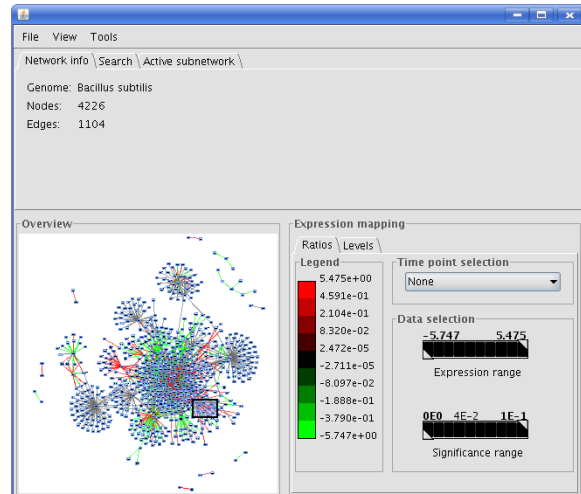 File View Tools
Network info Search Active subnetwork
Genome: Bacillus subtilis
Nodes: 4226
Edges: 1104
Overview
Expression mapping
Ratios Levels
Legend
5.475e+00
4.591e-01
2.104e-01
8.320e-02
2.472e-05
-2.711e-05
-8.097e-02
-1.888e-01
-3.790e-01
-5.747e+00
Time point selection
None
Data selection
-5.747 5.475
Expression range
0E0 4E-2 1E-1
Significance range